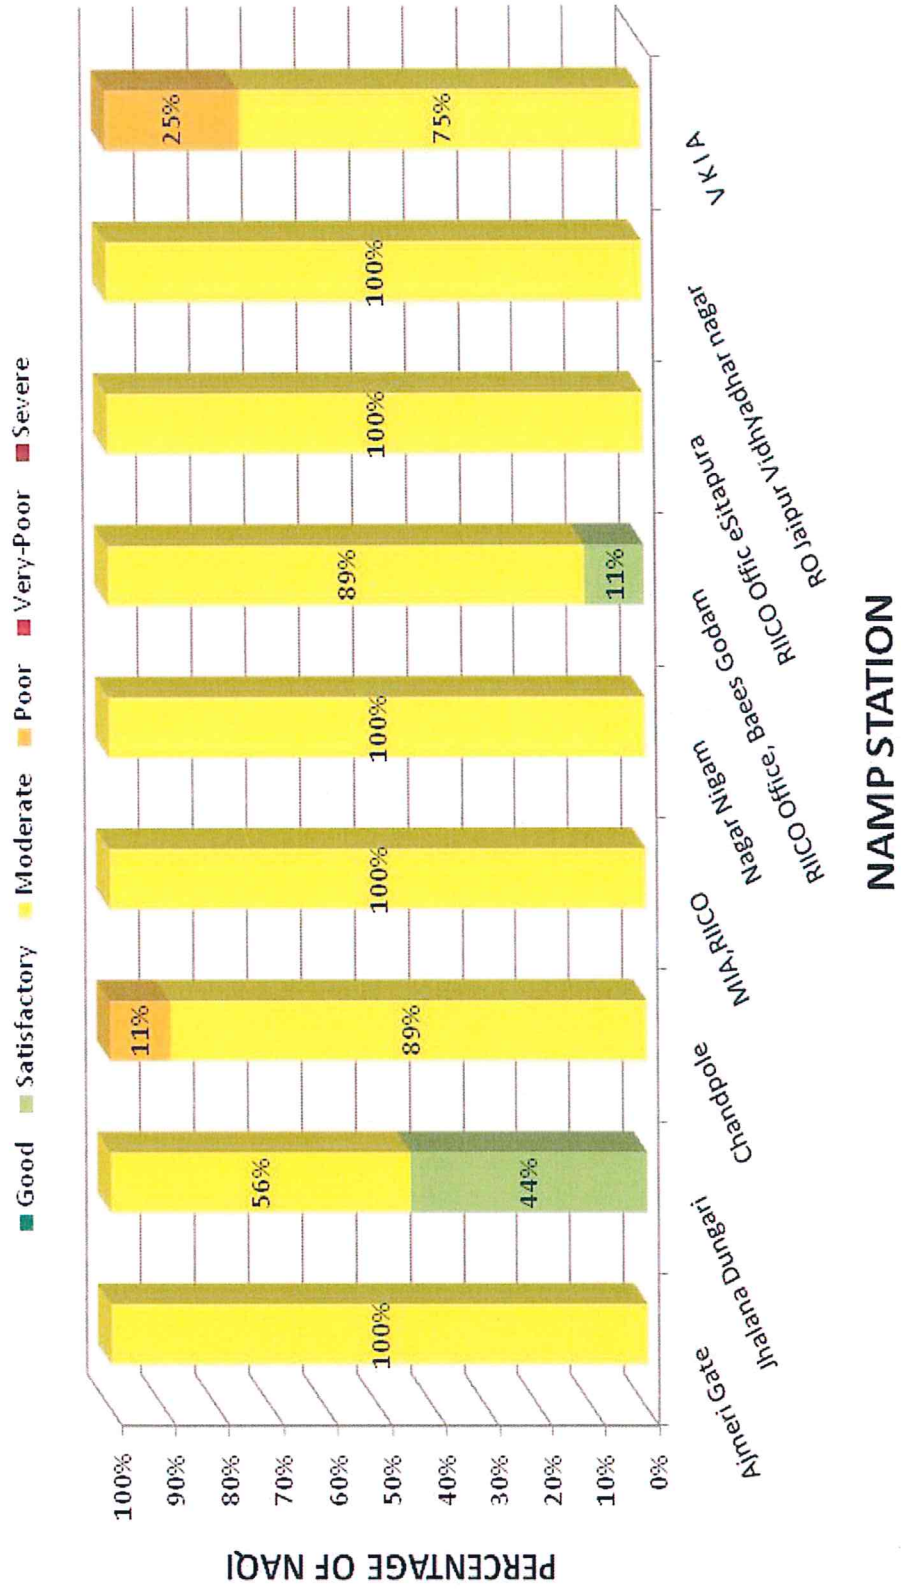 Good Satisfactory Moderate Poor Very-Poor Severe
PERCENTAGE OF NAQI
100%
90%
80%
70%
60%
50%
40%
30%
20%
10%
0%
100%
56%
44%
11%
89%
100%
100%
89%
11%
100%
100%
25%
75%
Ajmeri Gate
Jhalana Dungari
Chandpole
MIA,RIICO
Nagar Nigam
RIICO Office, Baees Godam
RIICO Offic eSitapura
RO Jaipur Vidhyadhar nagar
V K I A
NAMP STATION